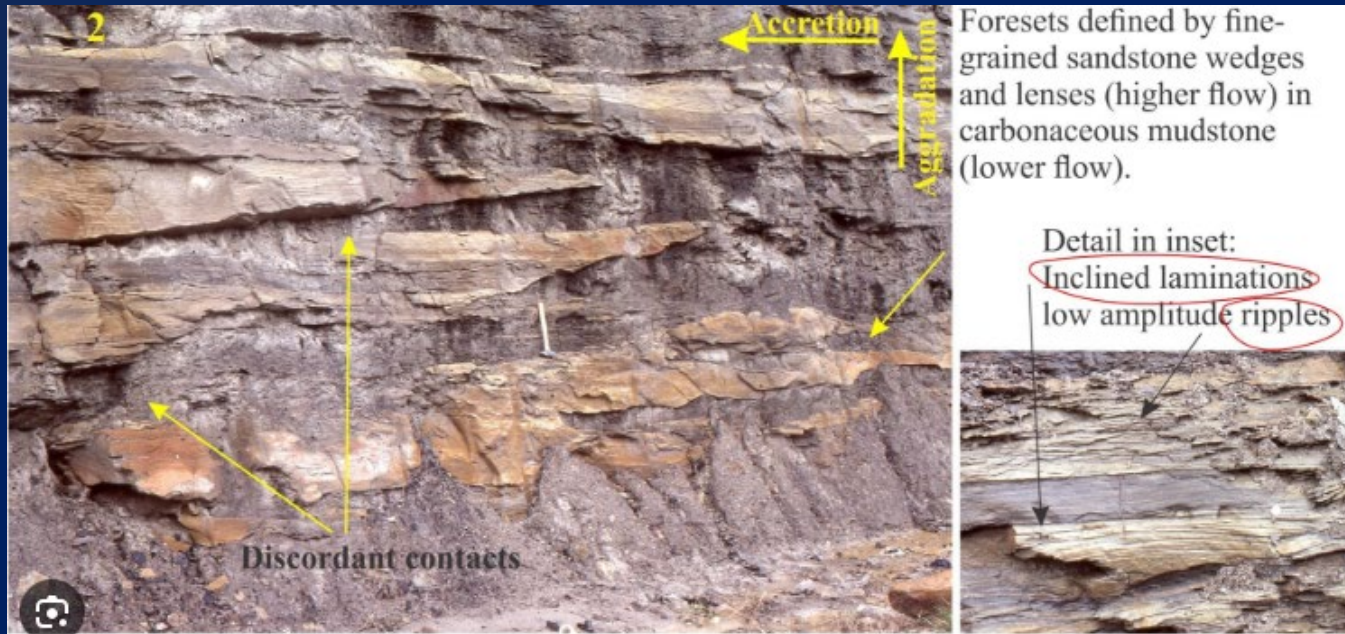 2
Accretion
Aggradation
Discordant contacts
Foresets defined by fine-
grained sandstone wedges
and lenses (higher flow) in
carbonaceous mudstone
(lower flow).
Detail in inset:
Inclined laminations
low amplitude ripples